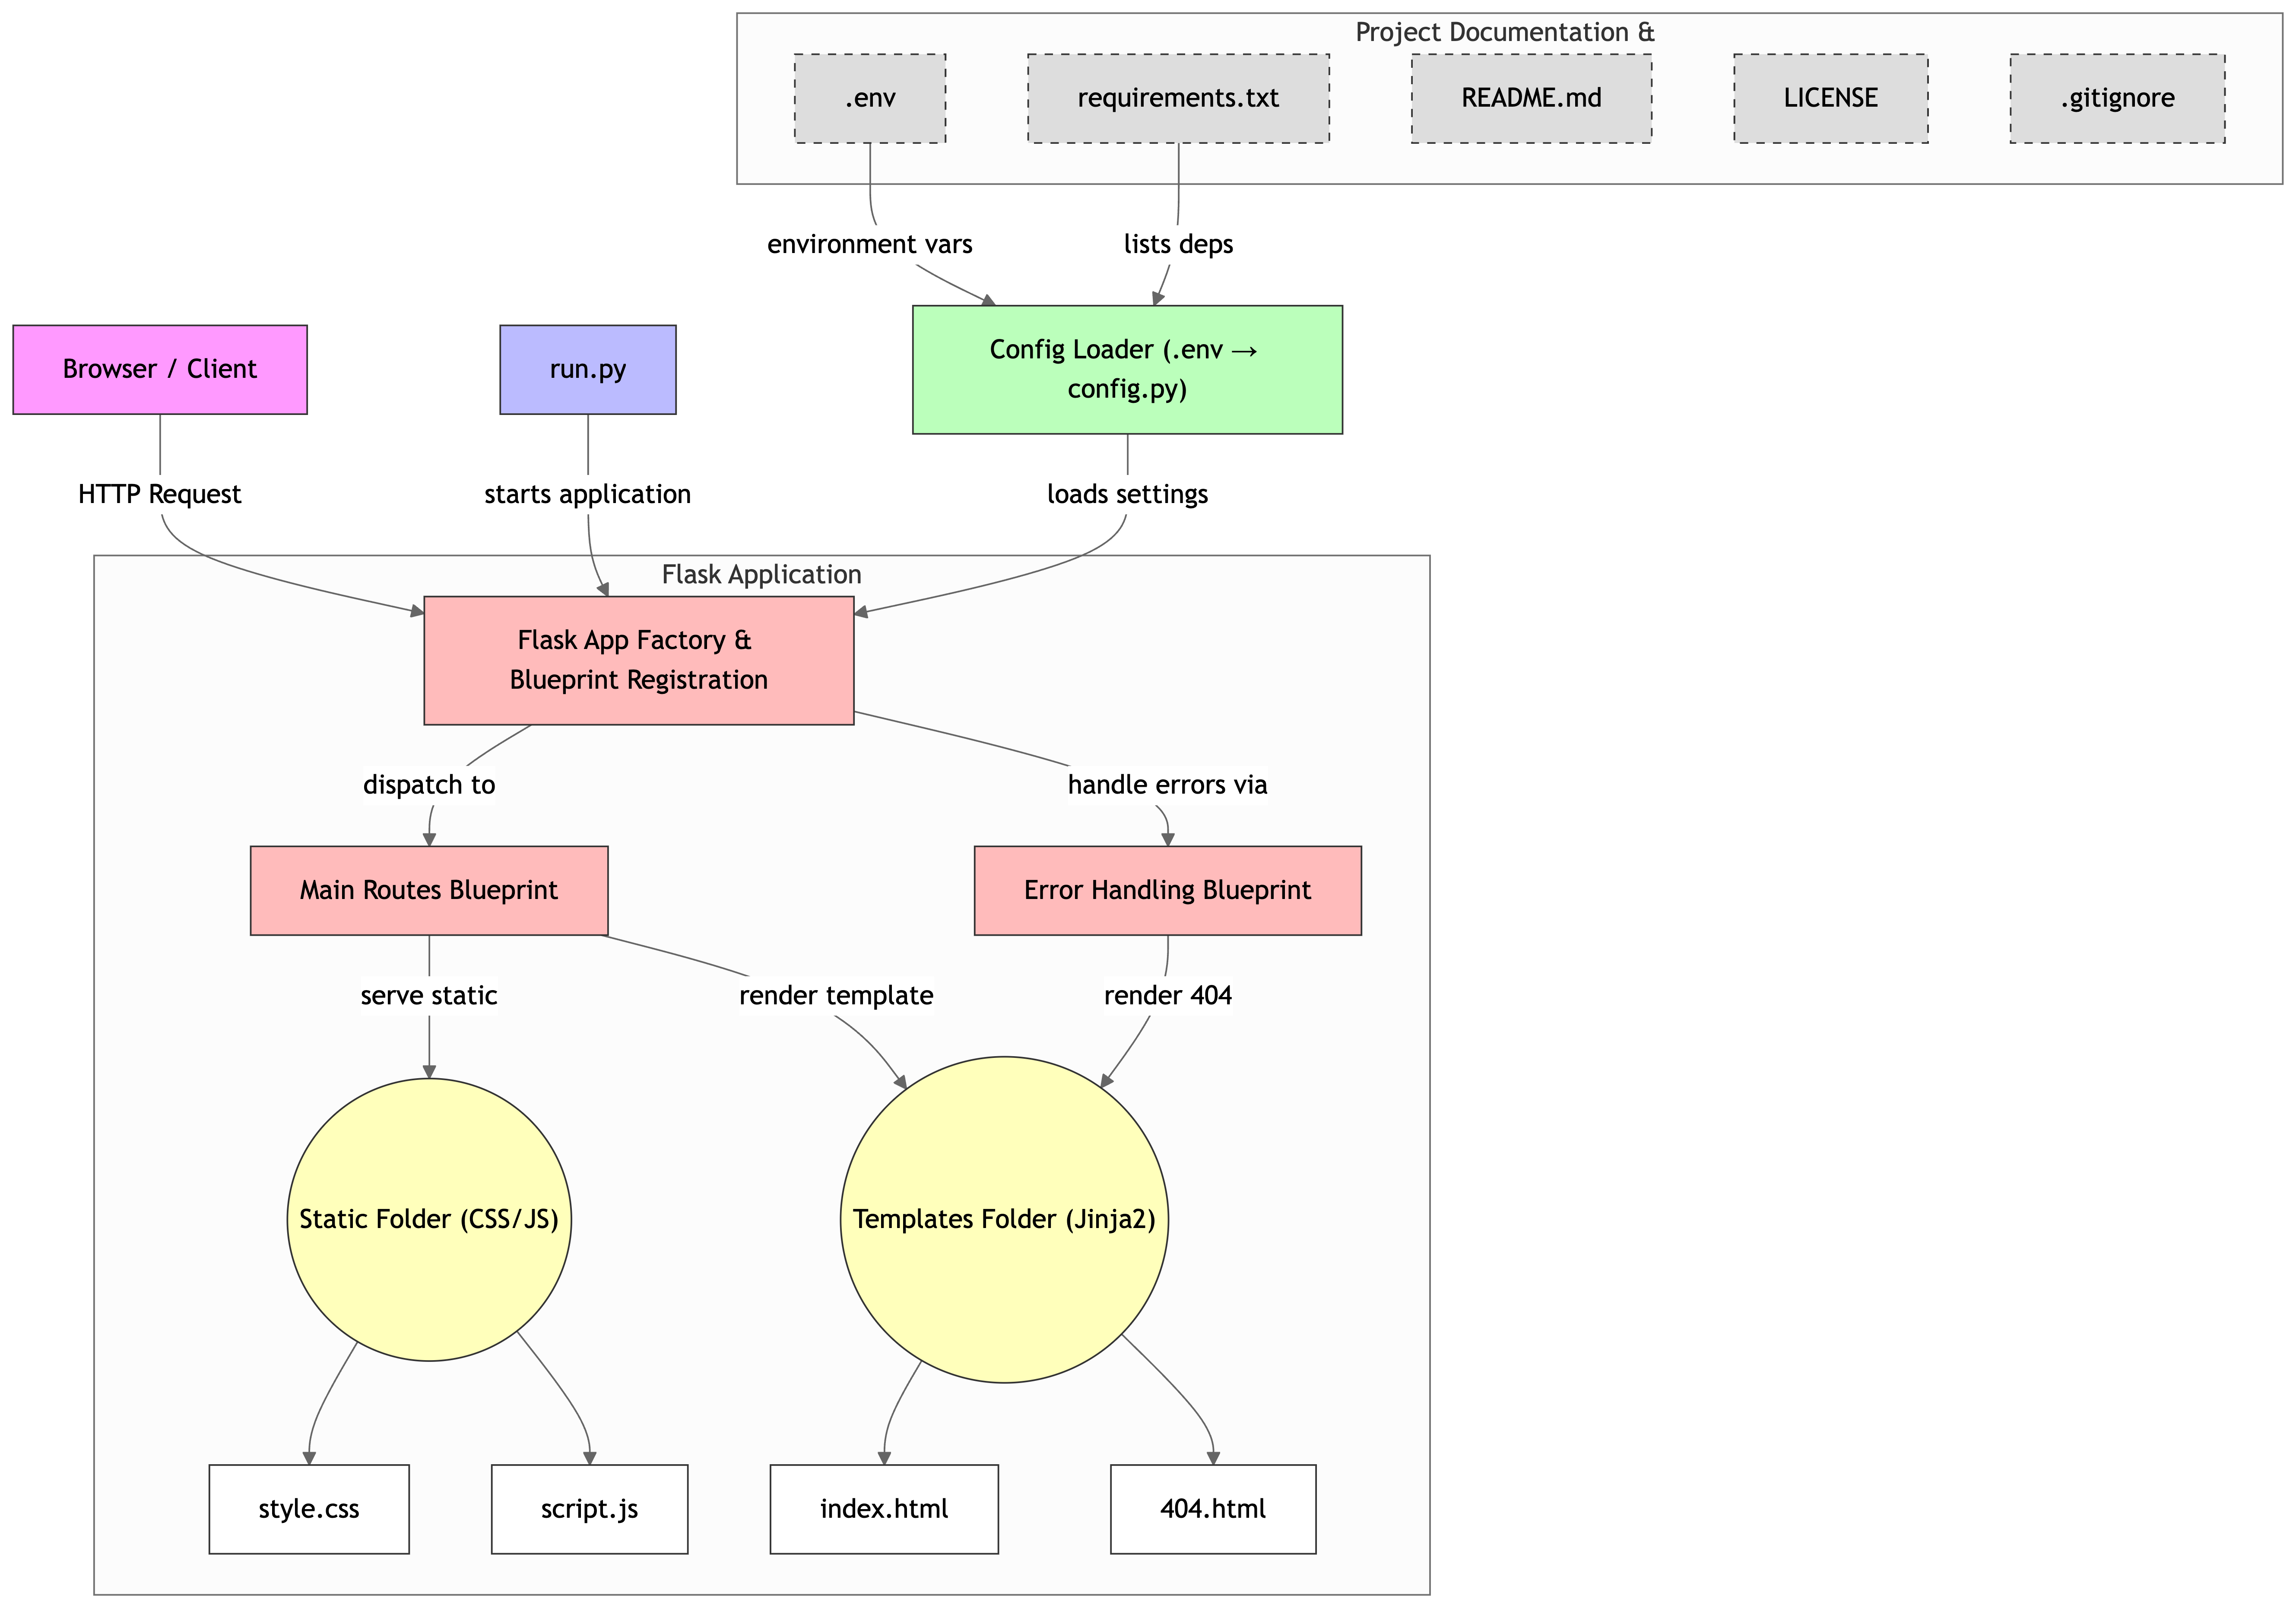 Project Documentation &
.env
requirements.txt
README.md
LICENSE
.gitignore
environment vars
lists deps
Browser / Client
run.py
Config Loader (.env →
config.py)
HTTP Request
starts application
loads settings
Flask Application
Flask App Factory &
Blueprint Registration
dispatch to
handle errors via
Main Routes Blueprint
Error Handling Blueprint
serve static
render template
render 404
Static Folder (CSS/JS)
Templates Folder (Jinja2)
style.css
script.js
index.html
404.html